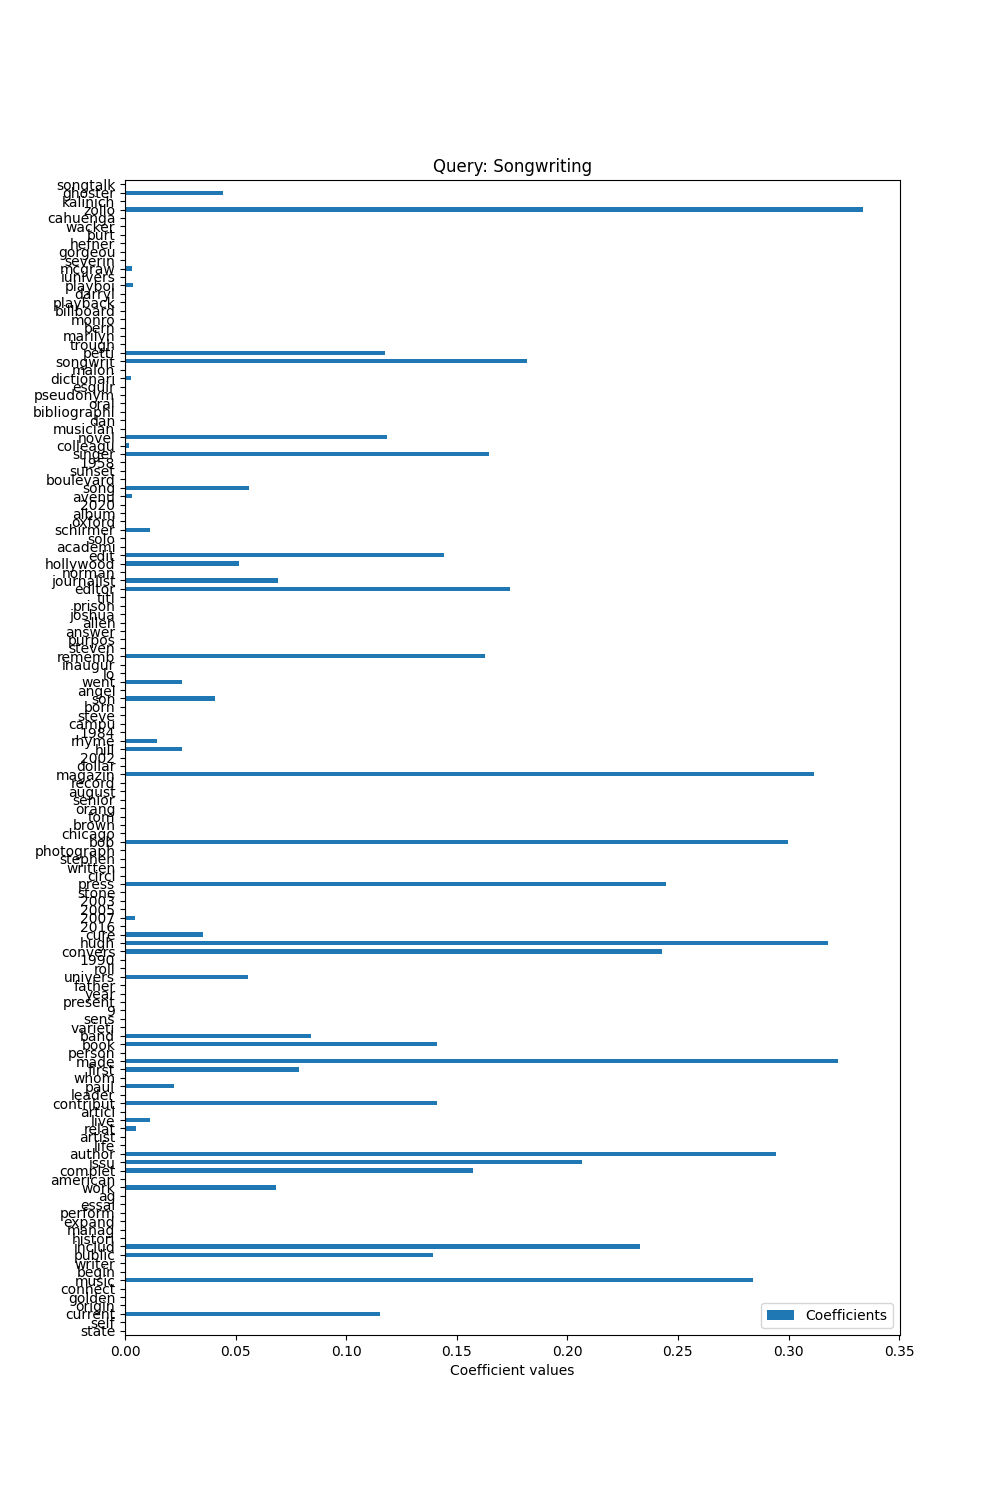 Query: Songwriting
songtalk
ghoster
kalinich
zollo
cahuenga
wacker
burt
hefner
gorgeou
severin
mcgraw
iunivers
playboi
darryl
playback
billboard
monro
bern
marilyn
trough
petti
songwrit
malon
dictionari
esquir
pseudonym
oral
bibliographi
dan
musician
novel
colleagu
singer
1958
sunset
boulevard
song
avenu
2020
album
oxford
schirmer
solo
academi
edit
hollywood
norman
journalist
editor
titl
prison
joshua
allen
answer
purpos
steven
rememb
inaugur
lo
went
angel
son
born
steve
campu
1984
rhyme
hill
2002
dollar
magazin
record
august
senior
orang
tom
brown
chicago
bob
photograph
stephen
written
circl
press
stone
2003
2005
2007
2016
cure
hugh
convers
1990
roll
univers
father
year
present
9
sens
varieti
band
book
person
made
first
whom
paul
leader
contribut
articl
live
relat
artist
life
author
issu
complet
american
work
ag
essai
perform
expand
manag
histori
includ
public
writer
begin
music
connect
golden
origin
current
self
state
Coefficients
0.00 0.05 0.10 0.15 0.20 0.25 0.30 0.35
Coefficient values